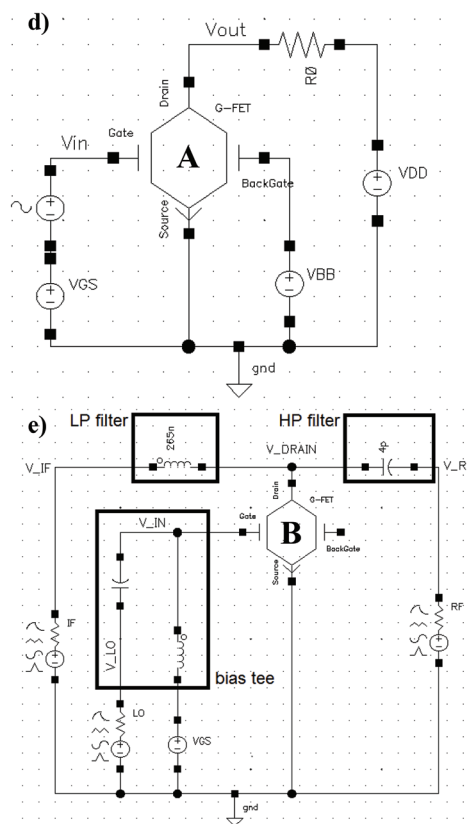 d)
Vout
R0
Drain
G-FET
Vin
Gate
A
BackGate
VDD
Source
VGS
VBB
gnd
e)
LP filter
HP filter
265n
4p
V_IF
V_DRAIN
V_R
Drain
G-FET
V_IN
Gate
B
BackGate
Source
IF
RF
V_LO
bias tee
LO
VGS
gnd